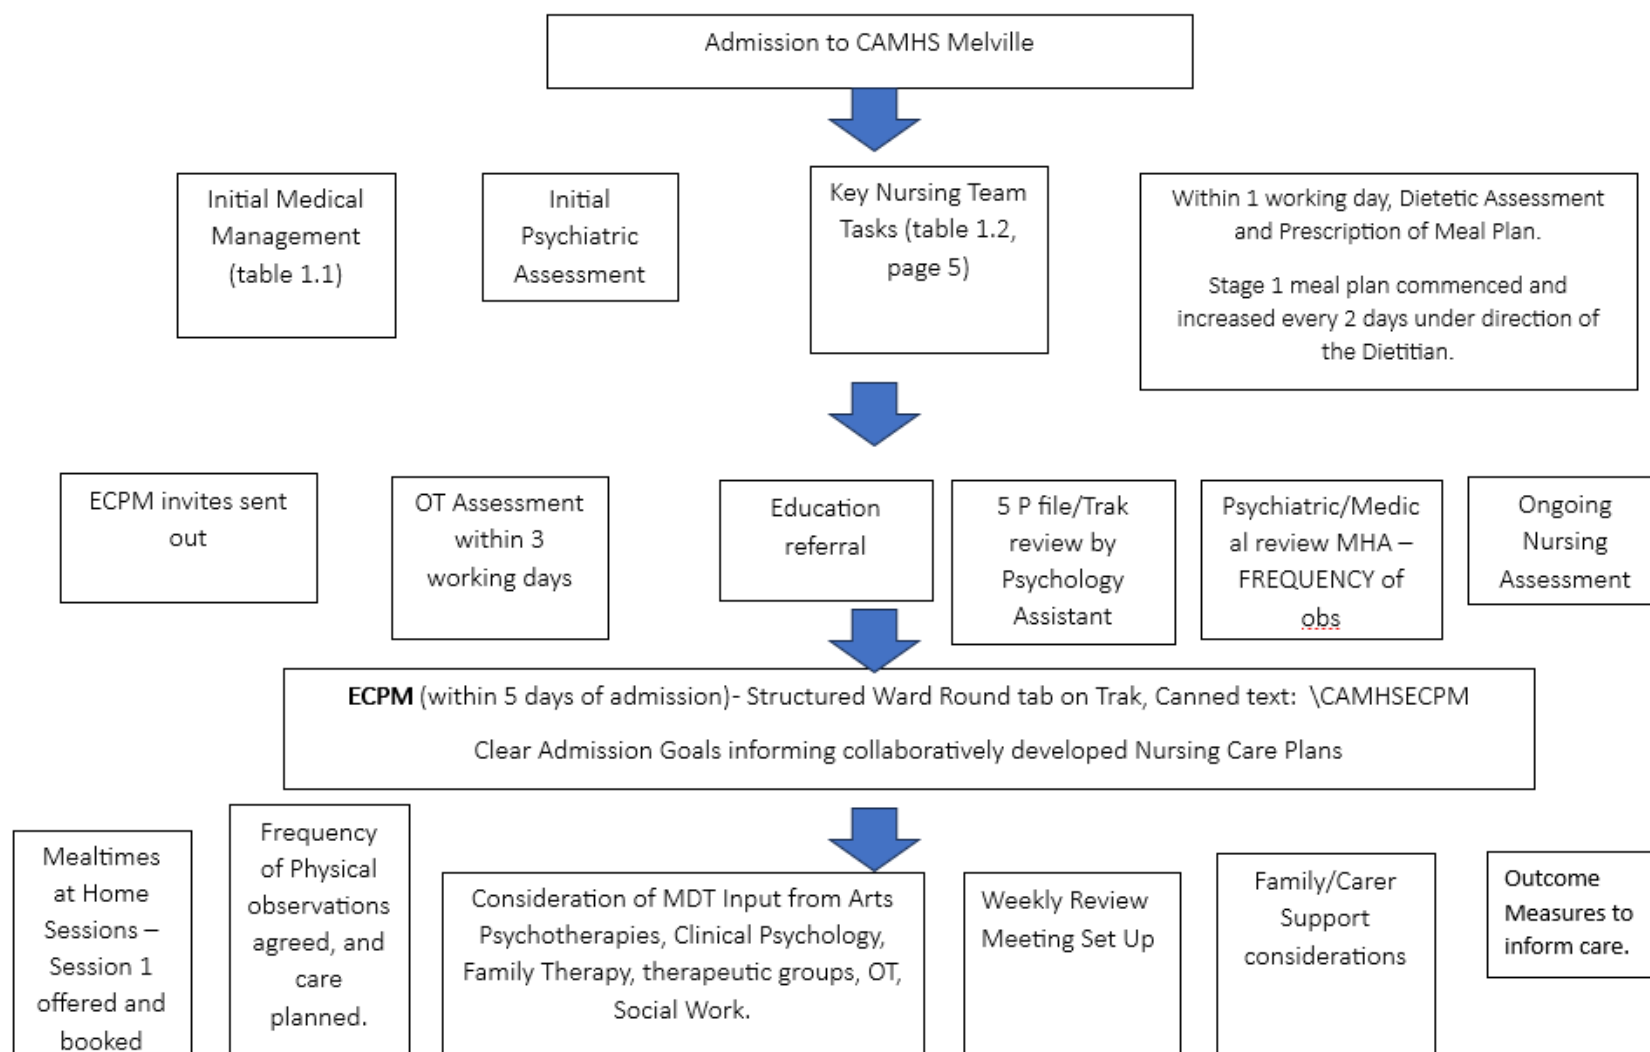 Admission to CAMHS Melville
Initial Medical
Management
(table 1.1)
Initial
Psychiatric
Assessment
Key Nursing Team
Tasks (table 1.2,
page 5)
Within 1 working day, Dietetic Assessment
and Prescription of Meal Plan.
Stage 1 meal plan commenced and
increased every 2 days under direction of
the Dietitian.
ECPM invites sent
out
OT Assessment
within 3
working days
Education
referral
5 P file/Trak
review by
Psychology
Assistant
Psychiatric/Medic
al review MHA –
FREQUENCY of
obs
Ongoing
Nursing
Assessment
ECPM (within 5 days of admission)- Structured Ward Round tab on Trak, Canned text:  \CAMHSECPM
Clear Admission Goals informing collaboratively developed Nursing Care Plans
Mealtimes
at Home
Sessions –
Session 1
offered and
booked
Frequency
of Physical
observations
agreed, and
care
planned.
Consideration of MDT Input from Arts
Psychotherapies, Clinical Psychology,
Family Therapy, therapeutic groups, OT,
Social Work.
Weekly Review
Meeting Set Up
Family/Carer
Support
considerations
Outcome
Measures to
inform care.